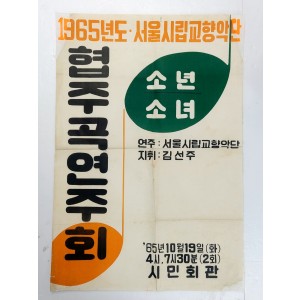 1965년도·서울시립교향악단
협주곡연주회
소년
소녀
연주:서울시립교향악단
지휘:김선주
'65년10월19일(화)
4시,7시30분(2회)
시민회관